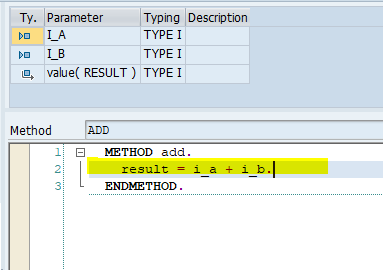 Ty. Parameter Typing Description
I_A TYPE I
I_B TYPE I
value( RESULT ) TYPE I
Method ADD
1 METHOD add.
2 result = i_a + i_b.
3 ENDMETHOD.